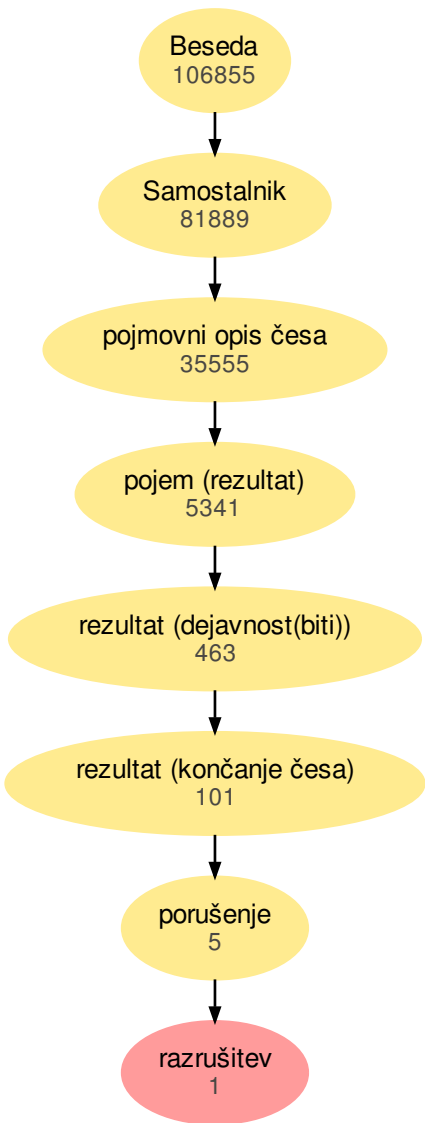 Beseda
106855
Samostalnik
81889
pojmovni opis česa
35555
pojem (rezultat)
5341
rezultat (dejavnost(biti))
463
rezultat (končanje česa)
101
porušenje
5
razrušitev
1